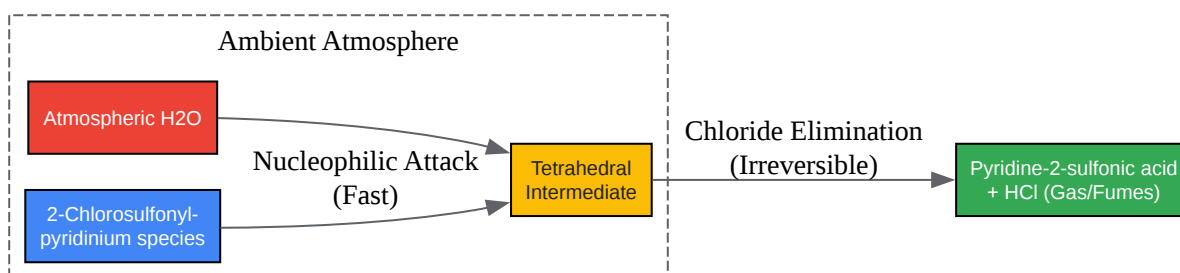 Ambient Atmosphere
Atmospheric H2O
Nucleophilic Attack
(Fast)
2-Chlorosulfonyl-
pyridinium species
Tetrahedral
Intermediate
Chloride Elimination
(Irreversible)
Pyridine-2-sulfonic acid
+ HCl (Gas/Fumes)